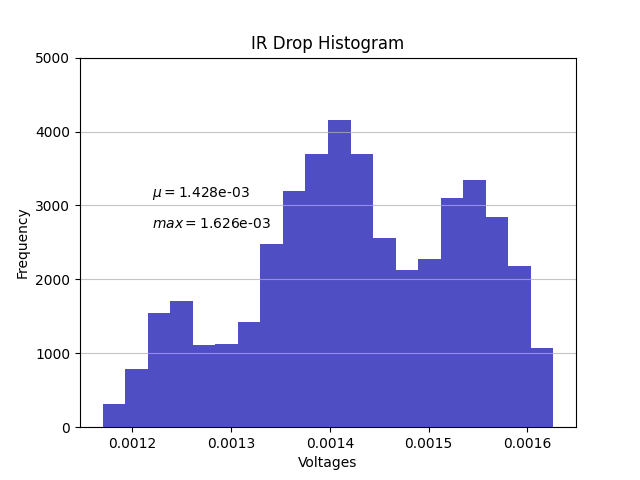 IR Drop Histogram
5000
4000
3000
2000
1000
0
Frequency
μ = 1.428e-03
max = 1.626e-03
0.0012 0.0013 0.0014 0.0015 0.0016
Voltages